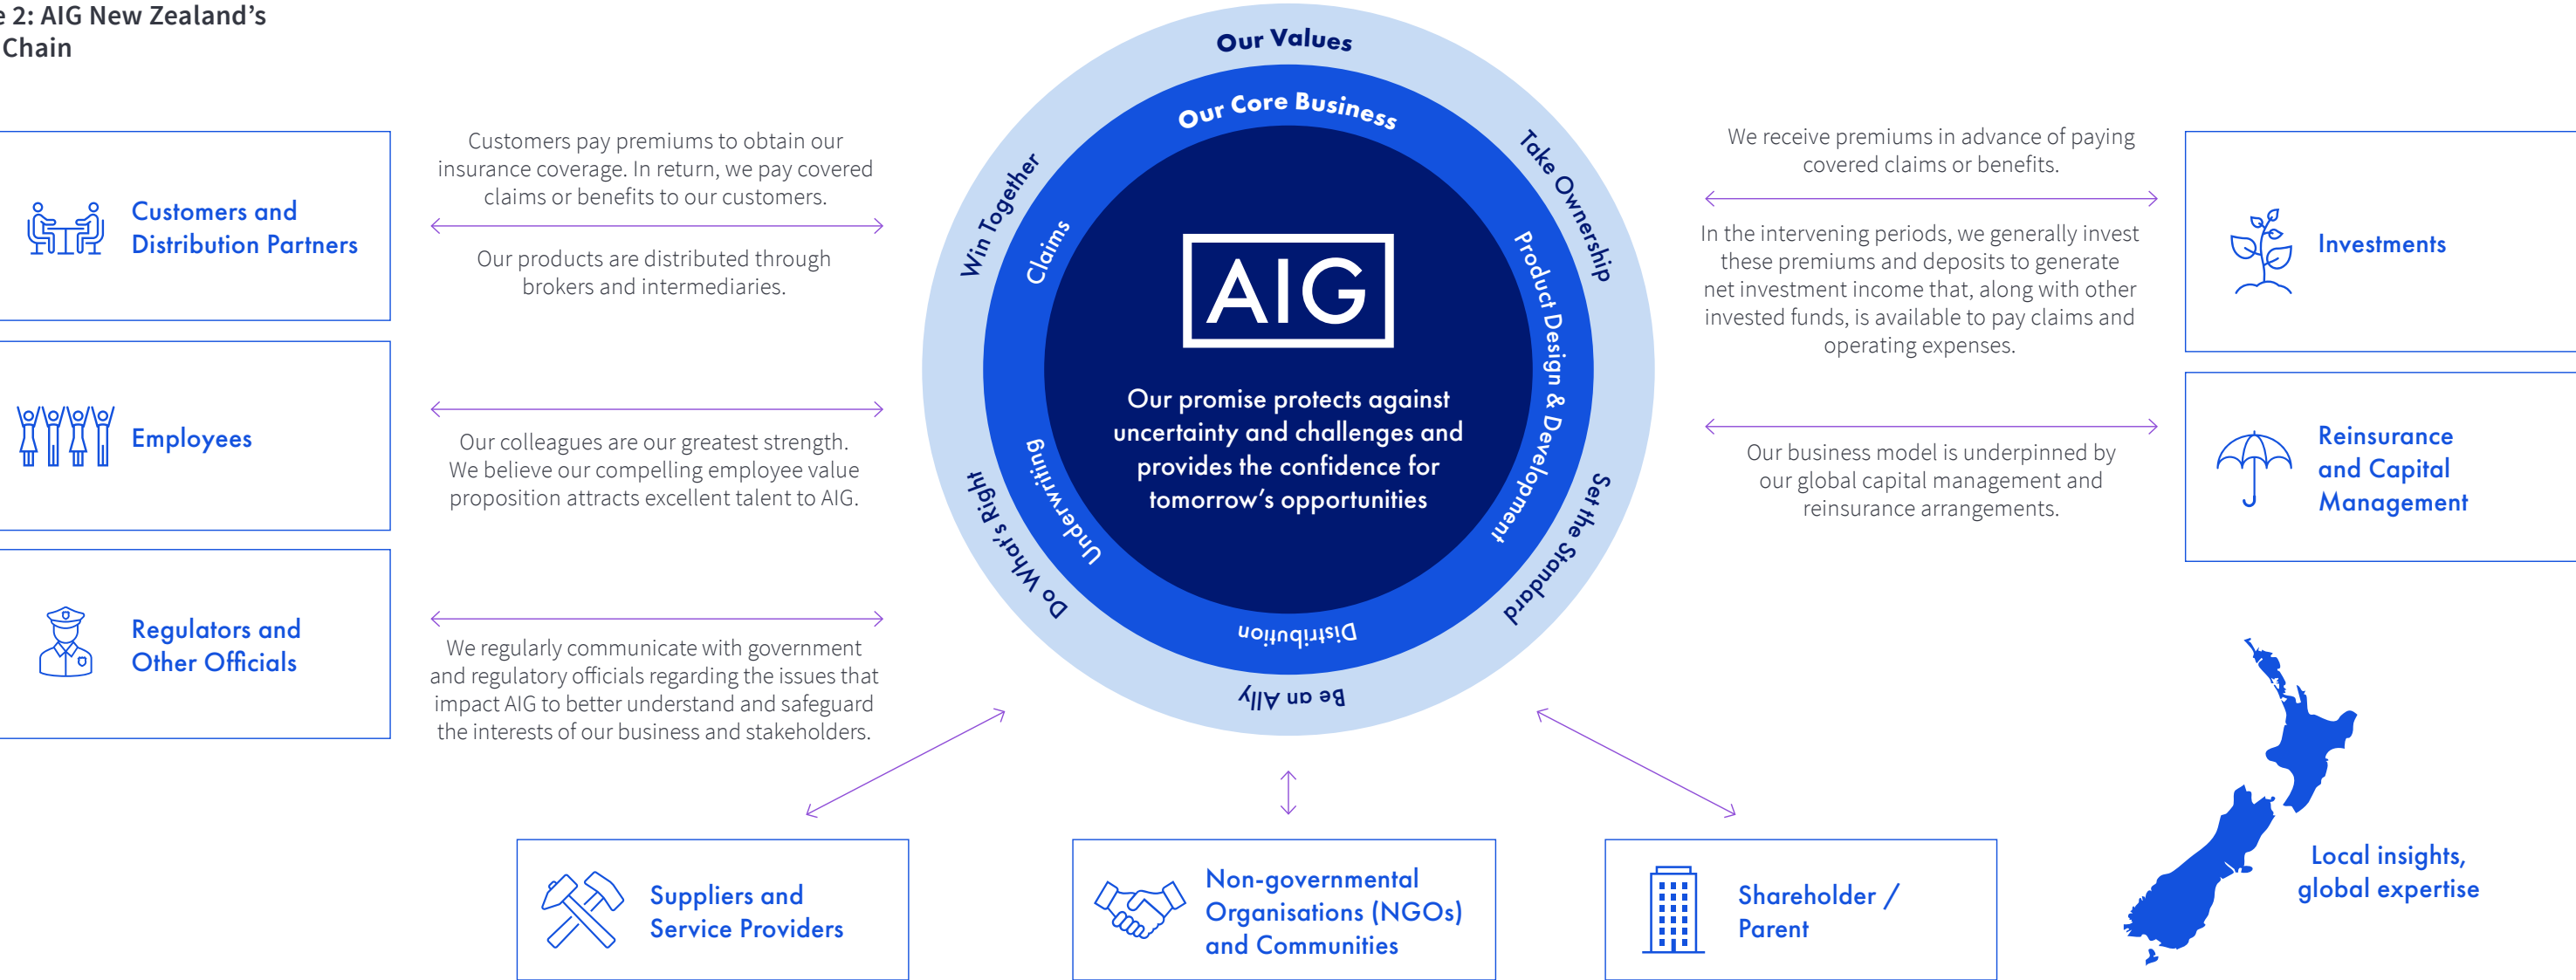 e 2: AIG New Zealand's
Chain
Our Values
Win Together
Take Ownership
Set the Standard
Be an Ally
Do What's Right
Our Core Business
Claims
Product Design & Development
Distribution
Underwriting
AIG
Our promise protects against
uncertainty and challenges and
provides the confidence for
tomorrow's opportunities
Customers and
Distribution Partners
Customers pay premiums to obtain our
insurance coverage. In return, we pay covered
claims or benefits to our customers.
Our products are distributed through
brokers and intermediaries.
Employees
Our colleagues are our greatest strength.
We believe our compelling employee value
proposition attracts excellent talent to AIG.
Regulators and
Other Officials
We regularly communicate with government
and regulatory officials regarding the issues that
impact AIG to better understand and safeguard
the interests of our business and stakeholders.
We receive premiums in advance of paying
covered claims or benefits.
In the intervening periods, we generally invest
these premiums and deposits to generate
net investment income that, along with other
invested funds, is available to pay claims and
operating expenses.
Investments
Our business model is underpinned by
our global capital management and
reinsurance arrangements.
Reinsurance
and Capital
Management
Suppliers and
Service Providers
Non-governmental
Organisations (NGOs)
and Communities
Shareholder /
Parent
Local insights,
global expertise